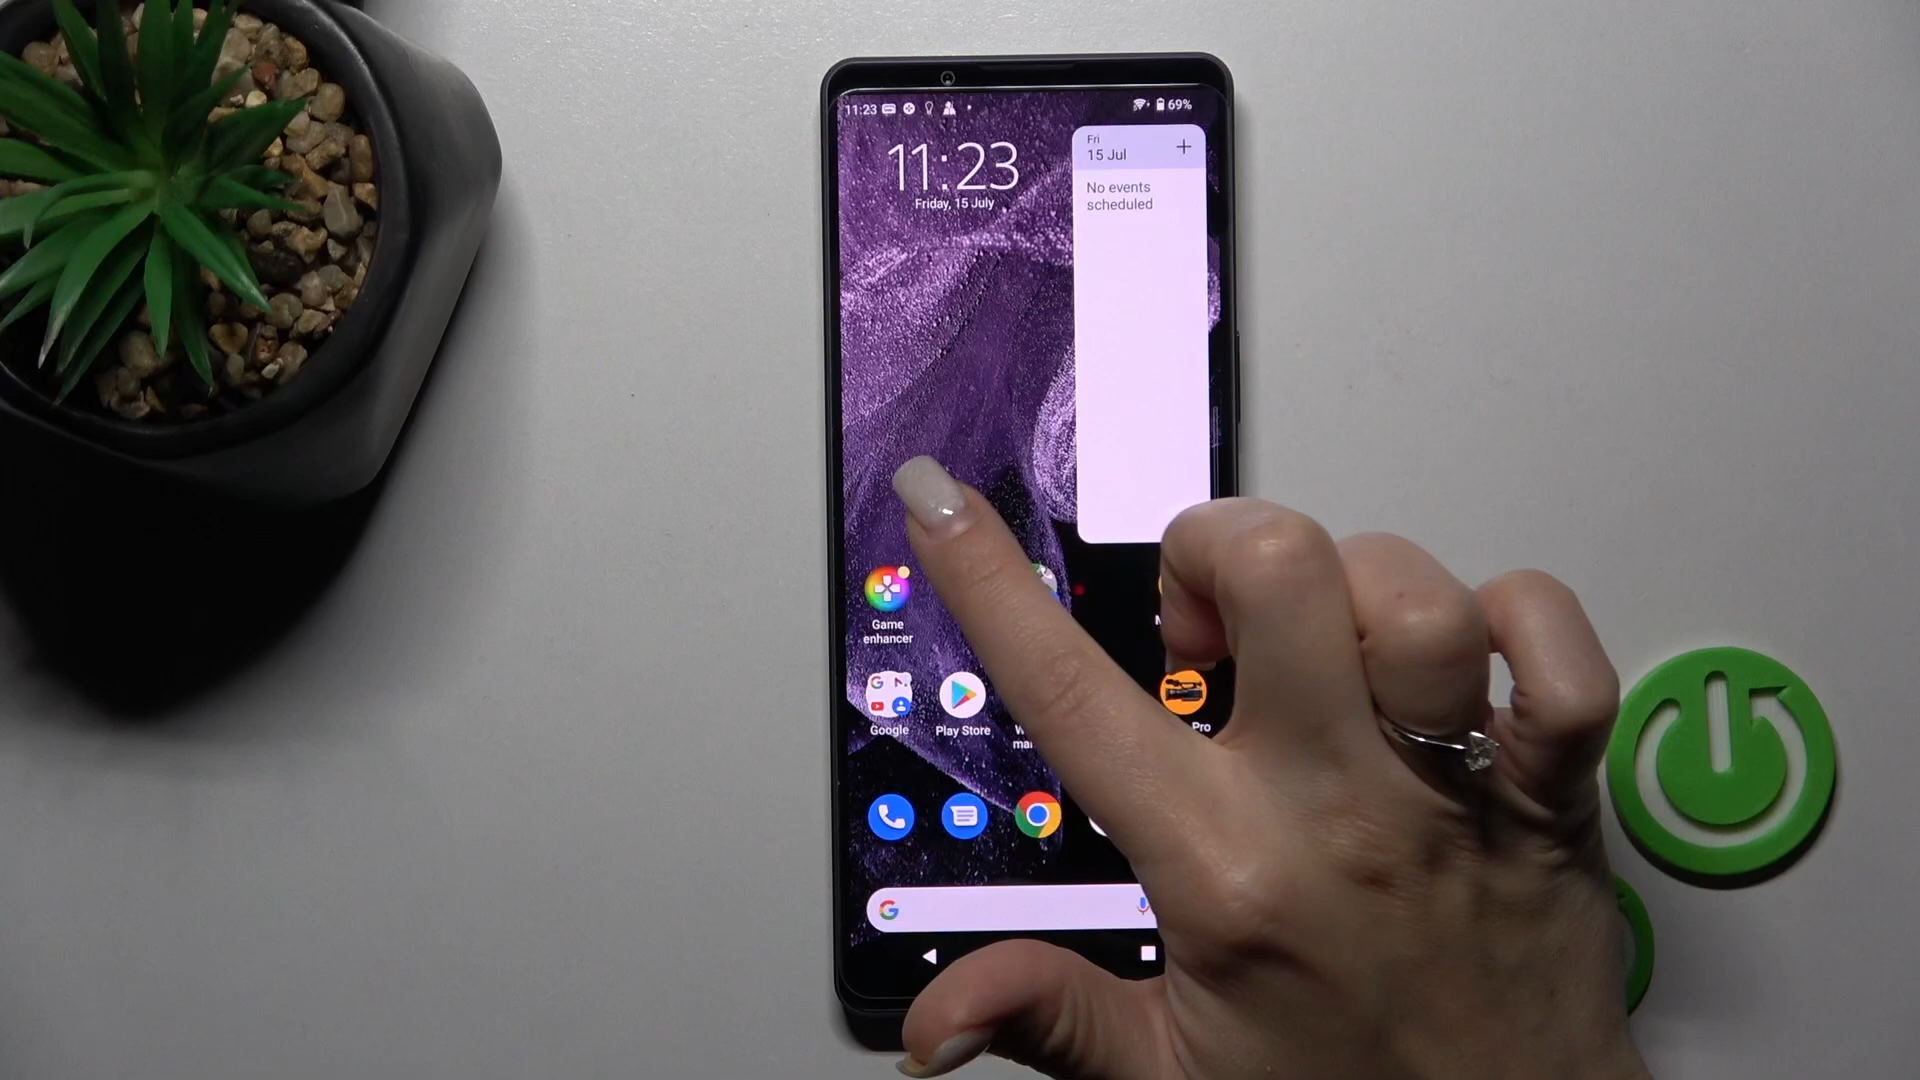 11:23
69%
11:23
Friday, 15 July
Fri
15 Jul
No events
scheduled
Game
enhancer
Google
Play Store
Pro
G